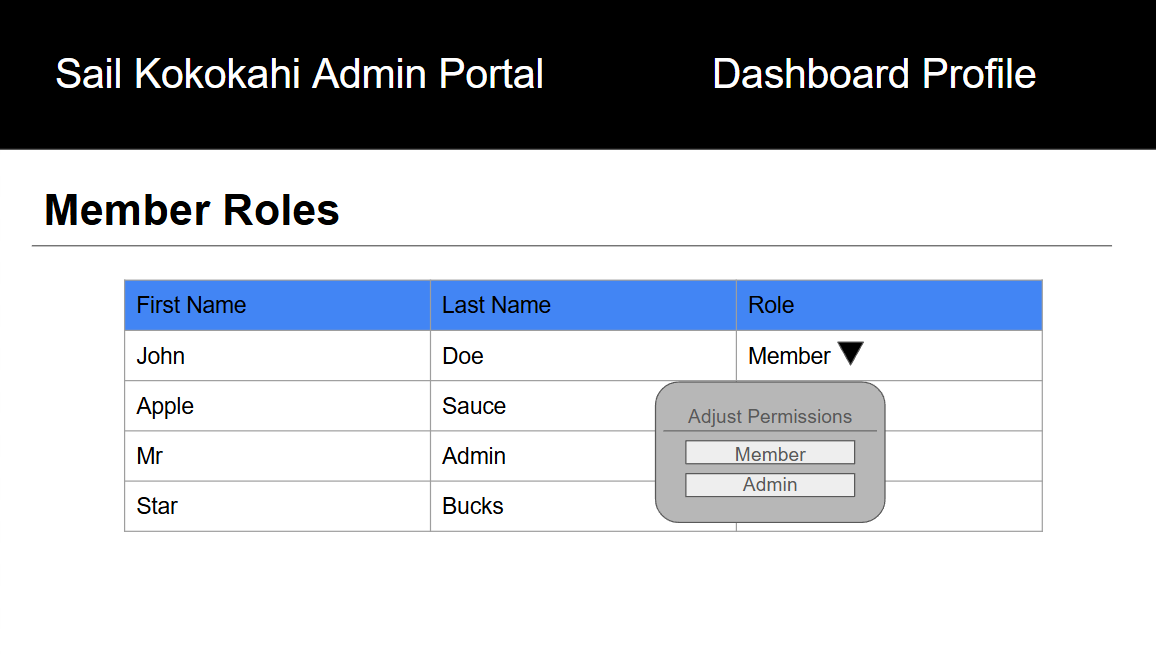 Sail Kokokahi Admin Portal Dashboard Profile
Member Roles
First Name Last Name Role
John Doe Member
Apple Sauce
Mr Admin
Star Bucks
Adjust Permissions
Member
Admin